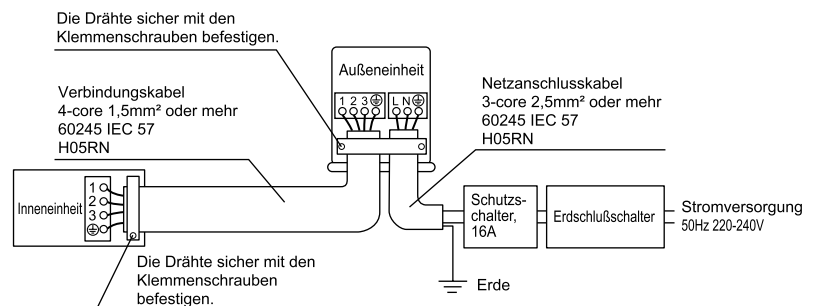 Die Drähte sicher mit den
Klemmenschrauben befestigen.
Außeneinheit
1 2 3
L N
Verbindungskabel
4-core 1,5mm² oder mehr
60245 IEC 57
H05RN
Netzanschlusskabel
3-core 2,5mm² oder mehr
60245 IEC 57
H05RN
Inneneinheit
1
2
3
Schutzs-
chalter,
16A
Erdschlußschalter
Stromversorgung
50Hz 220-240V
Erde
Die Drähte sicher mit den
Klemmenschrauben
befestigen.